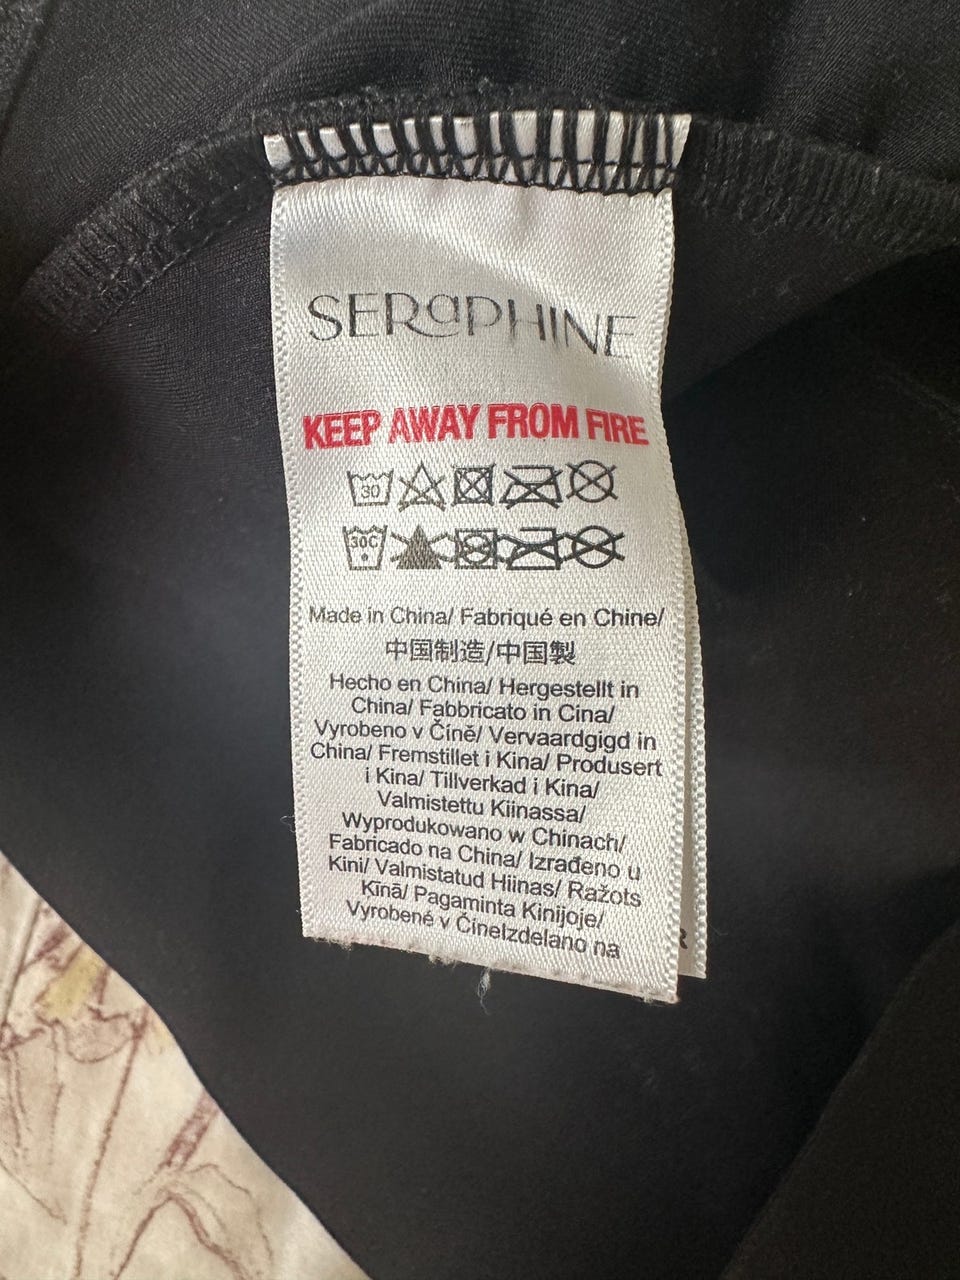 SERaPHINE
KEEP AWAY FROM FIRE
30
30C
Made in China/ Fabriqué en Chine/
中国制造/中国製
Hecho en China/ Hergestellt in
China/ Fabbricato in Cina/
Vyrobeno v Číně/ Vervaardgigd in
China/ Fremstillet i Kina/ Produsert
i Kina/ Tillverkad i Kina/
Valmistettu Kiinassa/
Wyprodukowano w Chinach/
Fabricado na China/ Izrađeno u
Kini/ Valmistatud Hiinas/ Ražots
Kīnā/ Pagaminta Kinijoje/
Vyrobené v ČíneIzdelano na
R